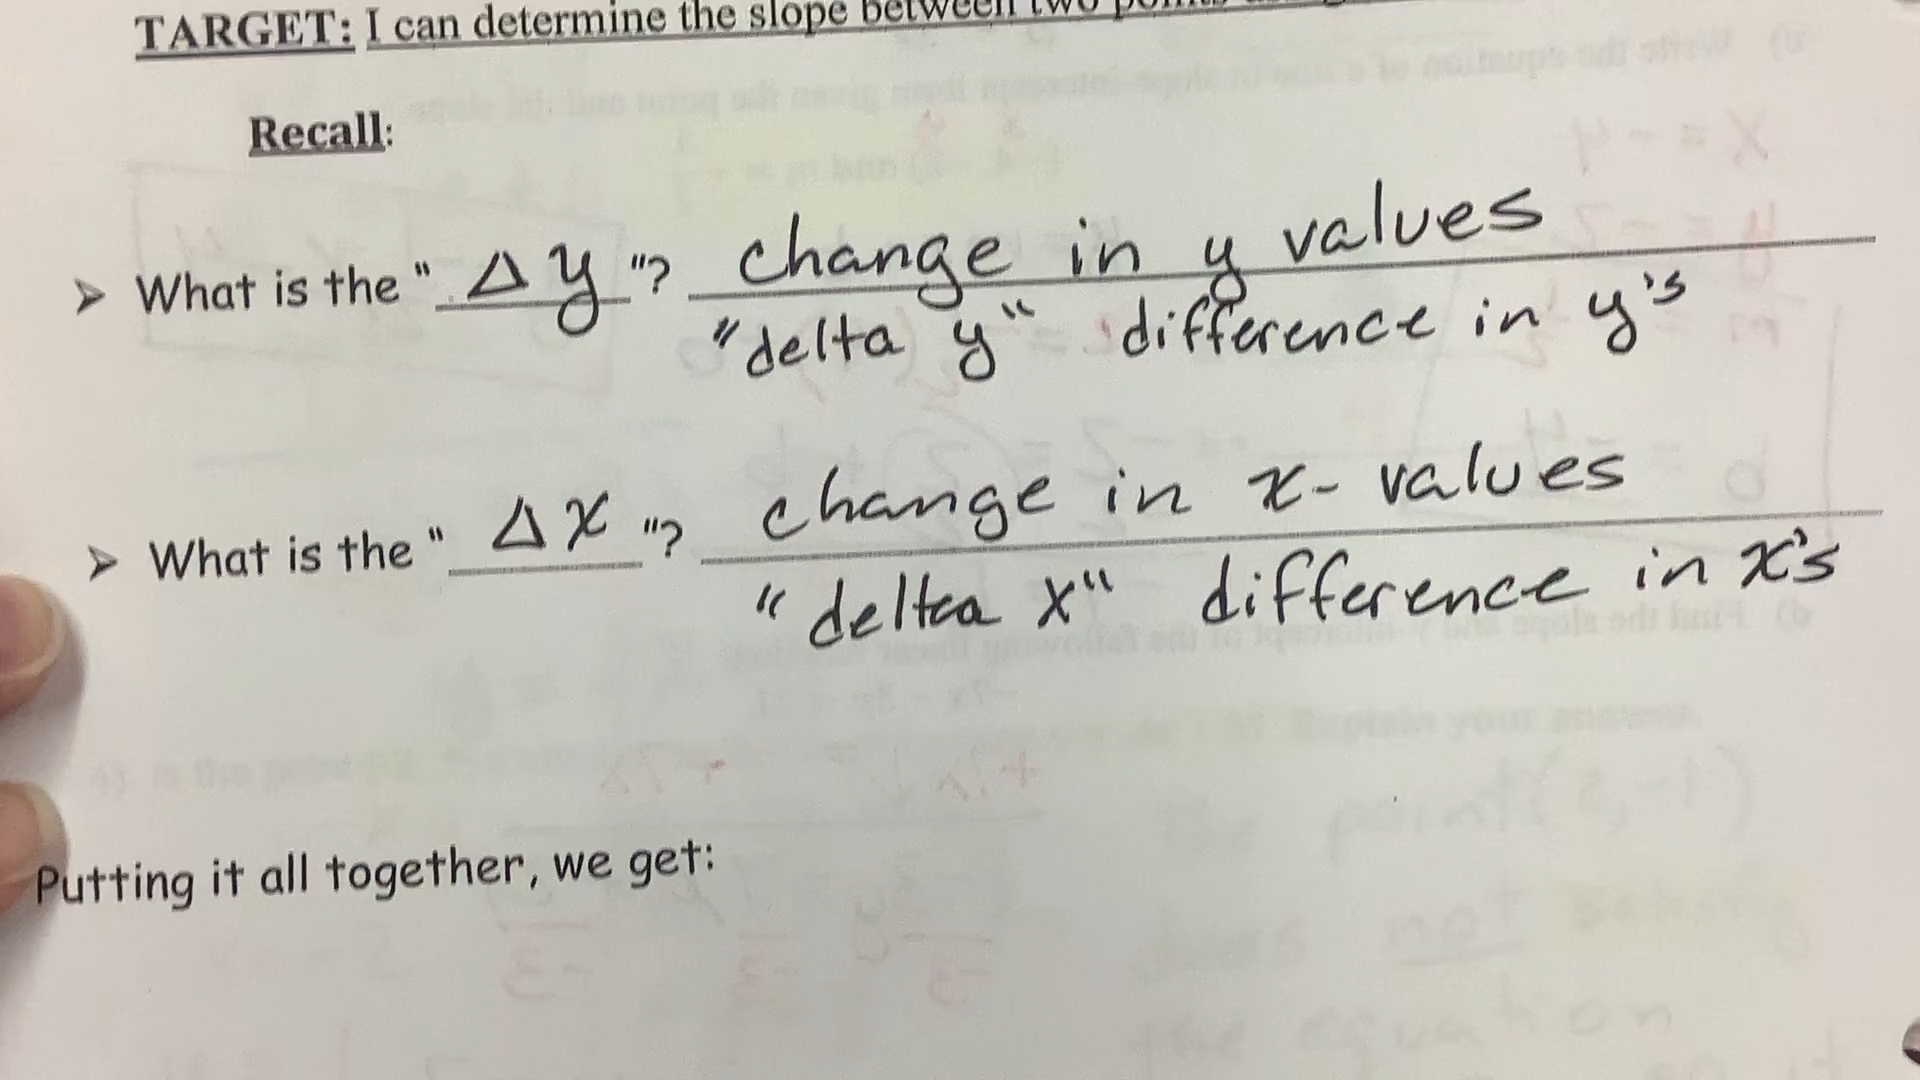 TARGET: I can determine the slope between two
Recall:
➤ What is the " Δy "? change in y values
"delta y" difference in y's
➤ What is the " Δx "? change in x- values
"delta x" difference in x's
Putting it all together, we get: